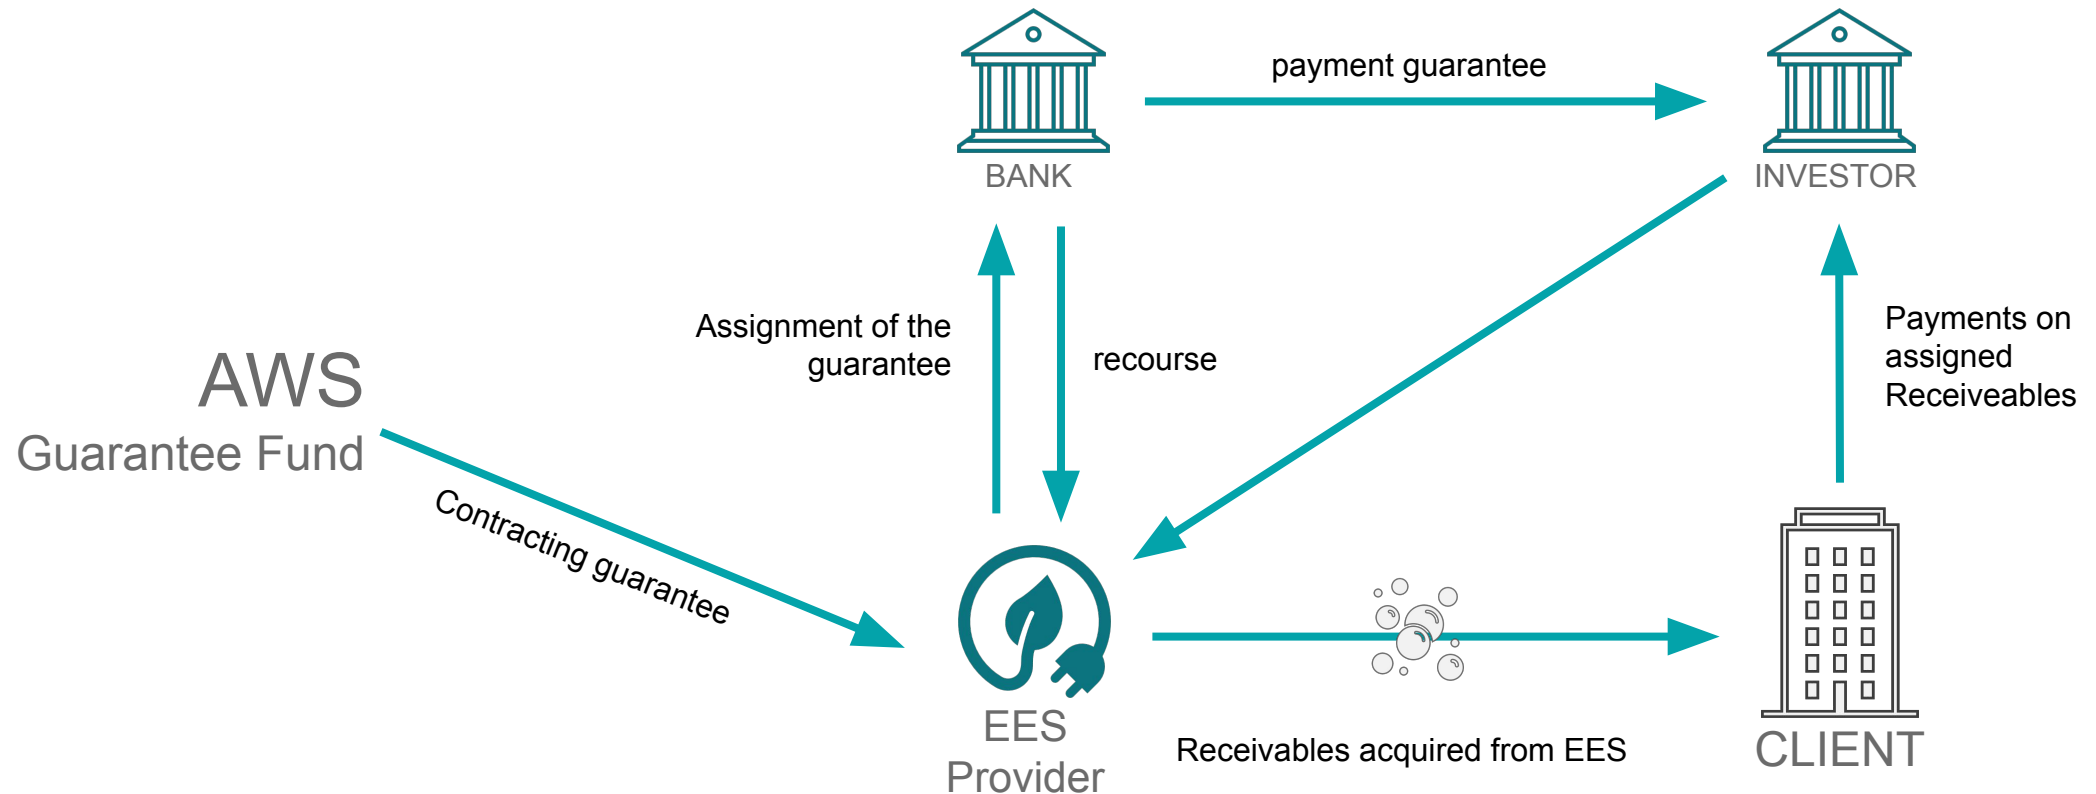 payment guarantee
BANK
INVESTOR
Assignment of the
guarantee
recourse
Payments on
assigned
Receiveables
AWS
Guarantee Fund
Contracting guarantee
EES
Provider
Receivables acquired from EES
CLIENT